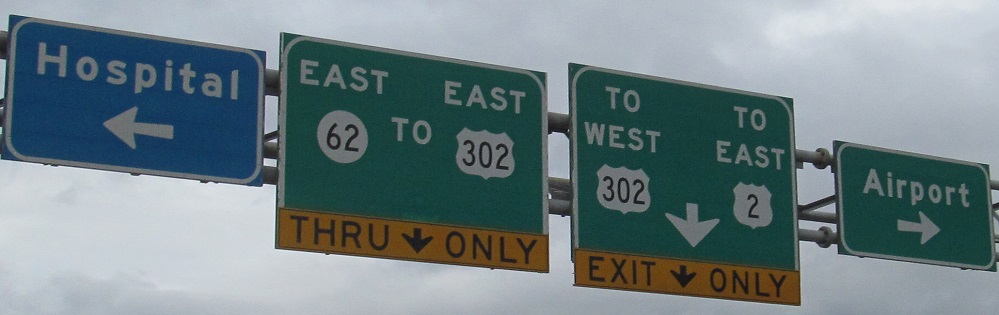 Hospital
EAST EAST
62 TO 302
THRU ONLY
TO TO
WEST EAST
302 2
EXIT ONLY
Airport